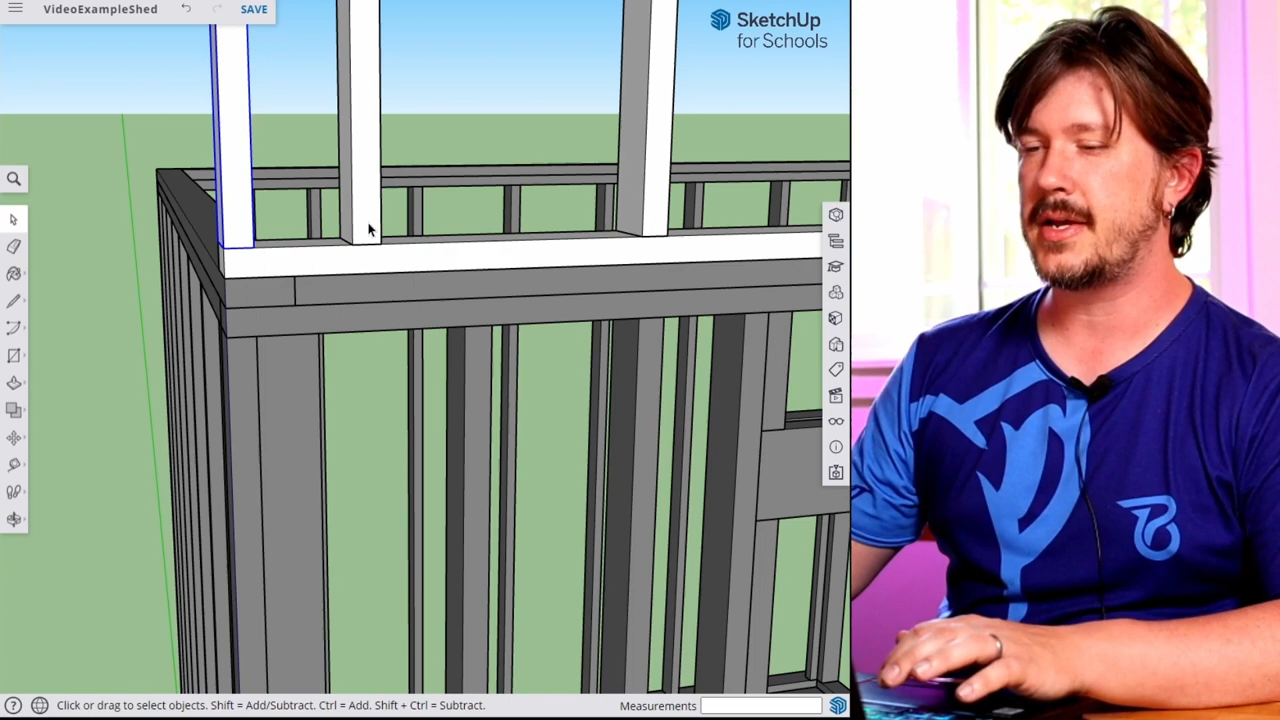 VideoExampleShed SAVE
SketchUp
for Schools
Click or drag to select objects. Shift = Add/Subtract. Ctrl = Add. Shift + Ctrl = Subtract.
Measurements